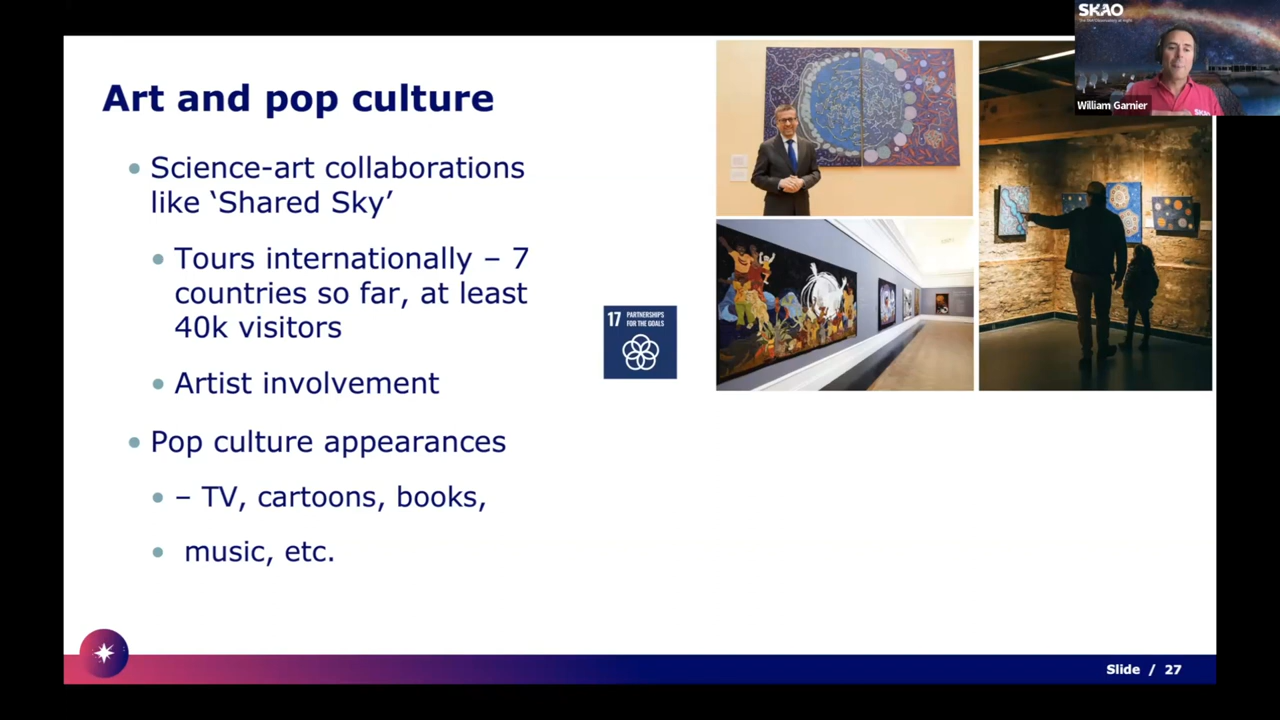 SKAO
William Garnier
Art and pop culture
Science-art collaborations
like ‘Shared Sky’
Tours internationally – 7
countries so far, at least
40k visitors
Artist involvement
Pop culture appearances
– TV, cartoons, books,
music, etc.
17 PARTNERSHIPS
FOR THE GOALS
Slide / 27